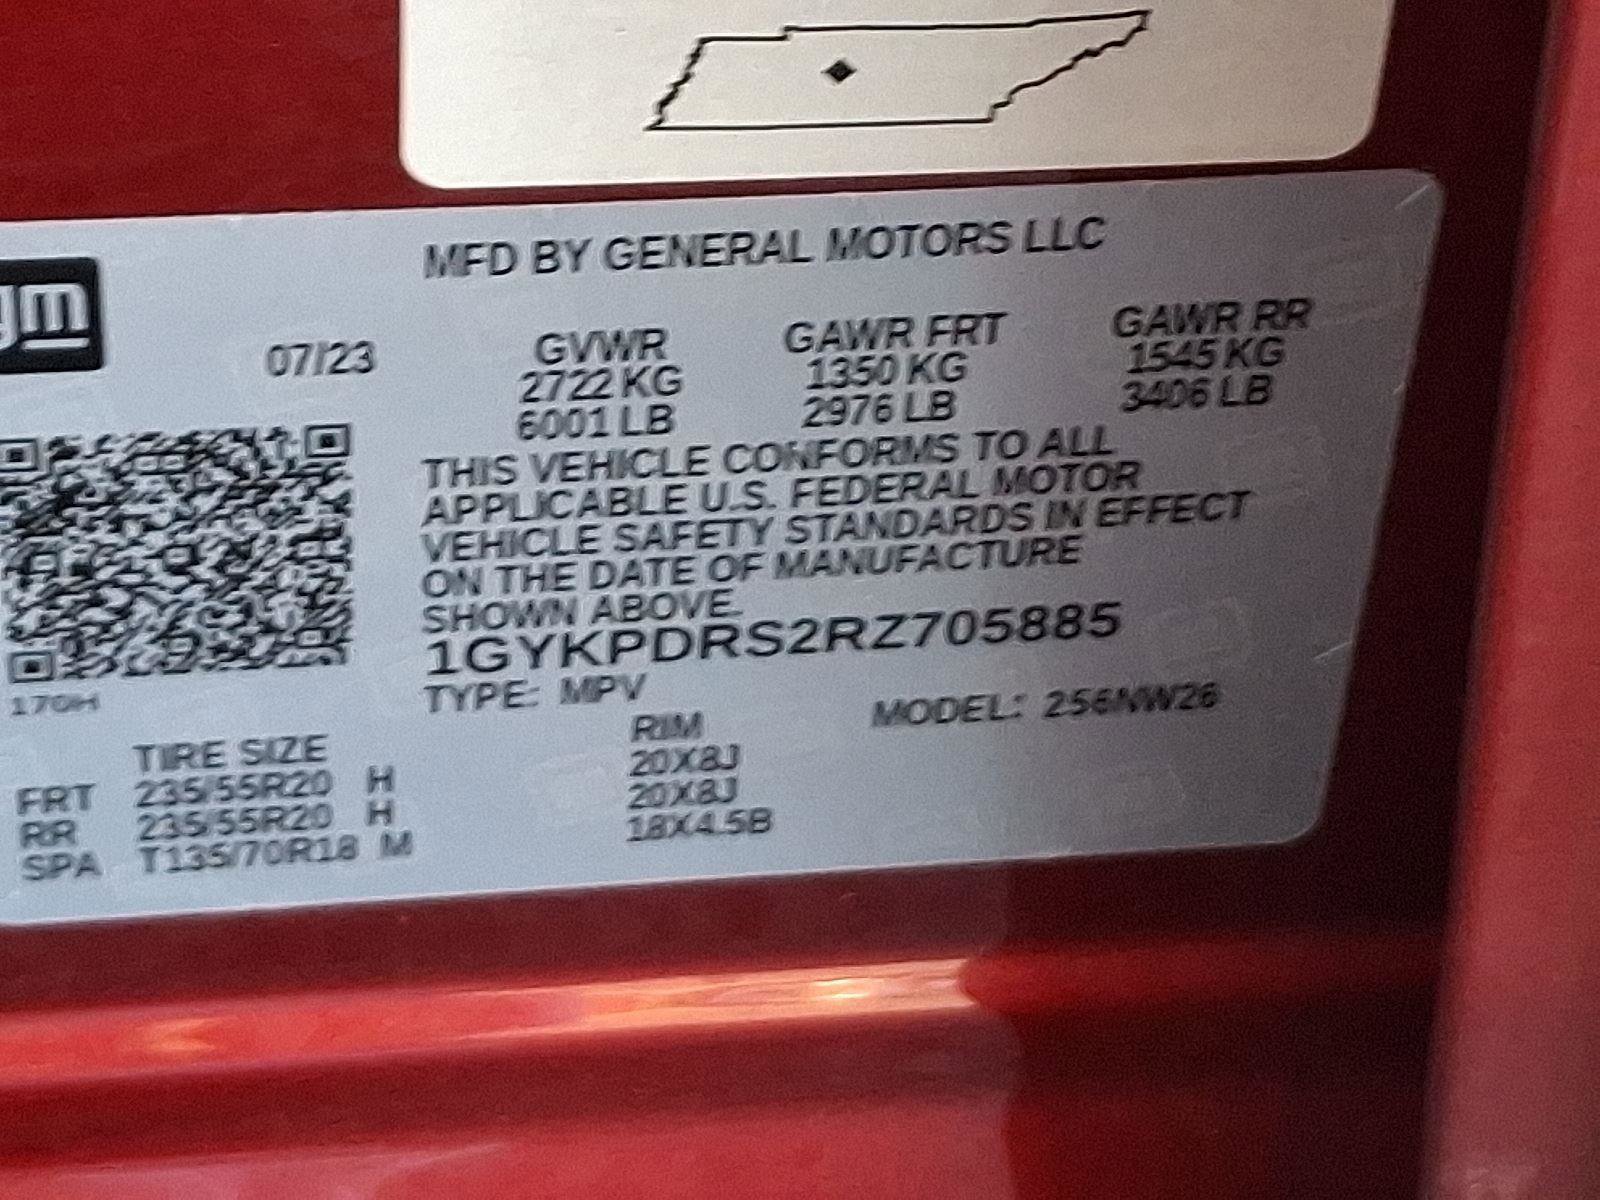 gm
MFD BY GENERAL MOTORS LLC
07/23 GVWR GAWR FRT GAWR RR
2722 KG 1350 KG 1545 KG
6001 LB 2976 LB 3406 LB
THIS VEHICLE CONFORMS TO ALL
APPLICABLE U.S. FEDERAL MOTOR
VEHICLE SAFETY STANDARDS IN EFFECT
ON THE DATE OF MANUFACTURE
SHOWN ABOVE.
1GYKPDRS2RZ705885
170H
TYPE: MPV MODEL: 256NW26
TIRE SIZE RIM
FRT 235/55R20 H 20X8J
RR 235/55R20 H 20X8J
SPA T135/70R18 M 18X4.5B